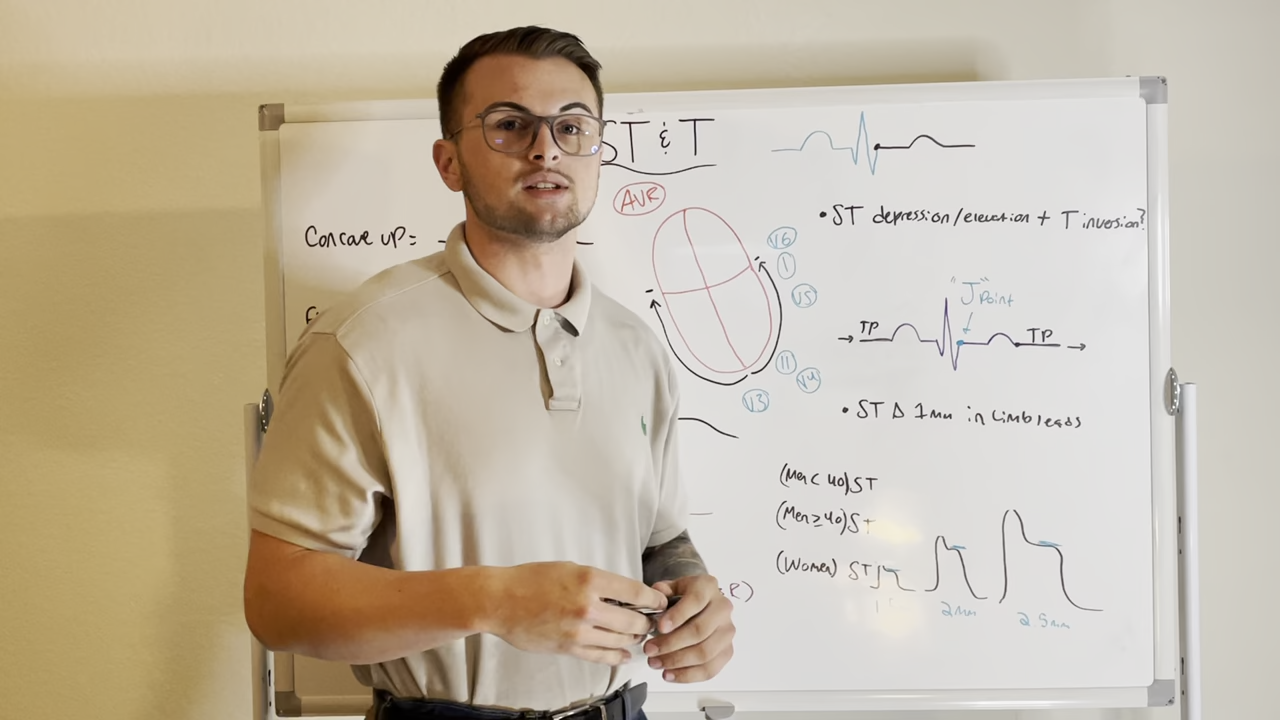 ST & T
AVR
• ST depression/elevation + T inversion?
Concave up =
V6
I
V5
"J" Point
TP
TP
II
V4
V3
• ST Δ 1mm in Limb leads
(Men < 40) ST
(Men ≥ 40) ST
(Women) ST
2mm
2.5mm
R)